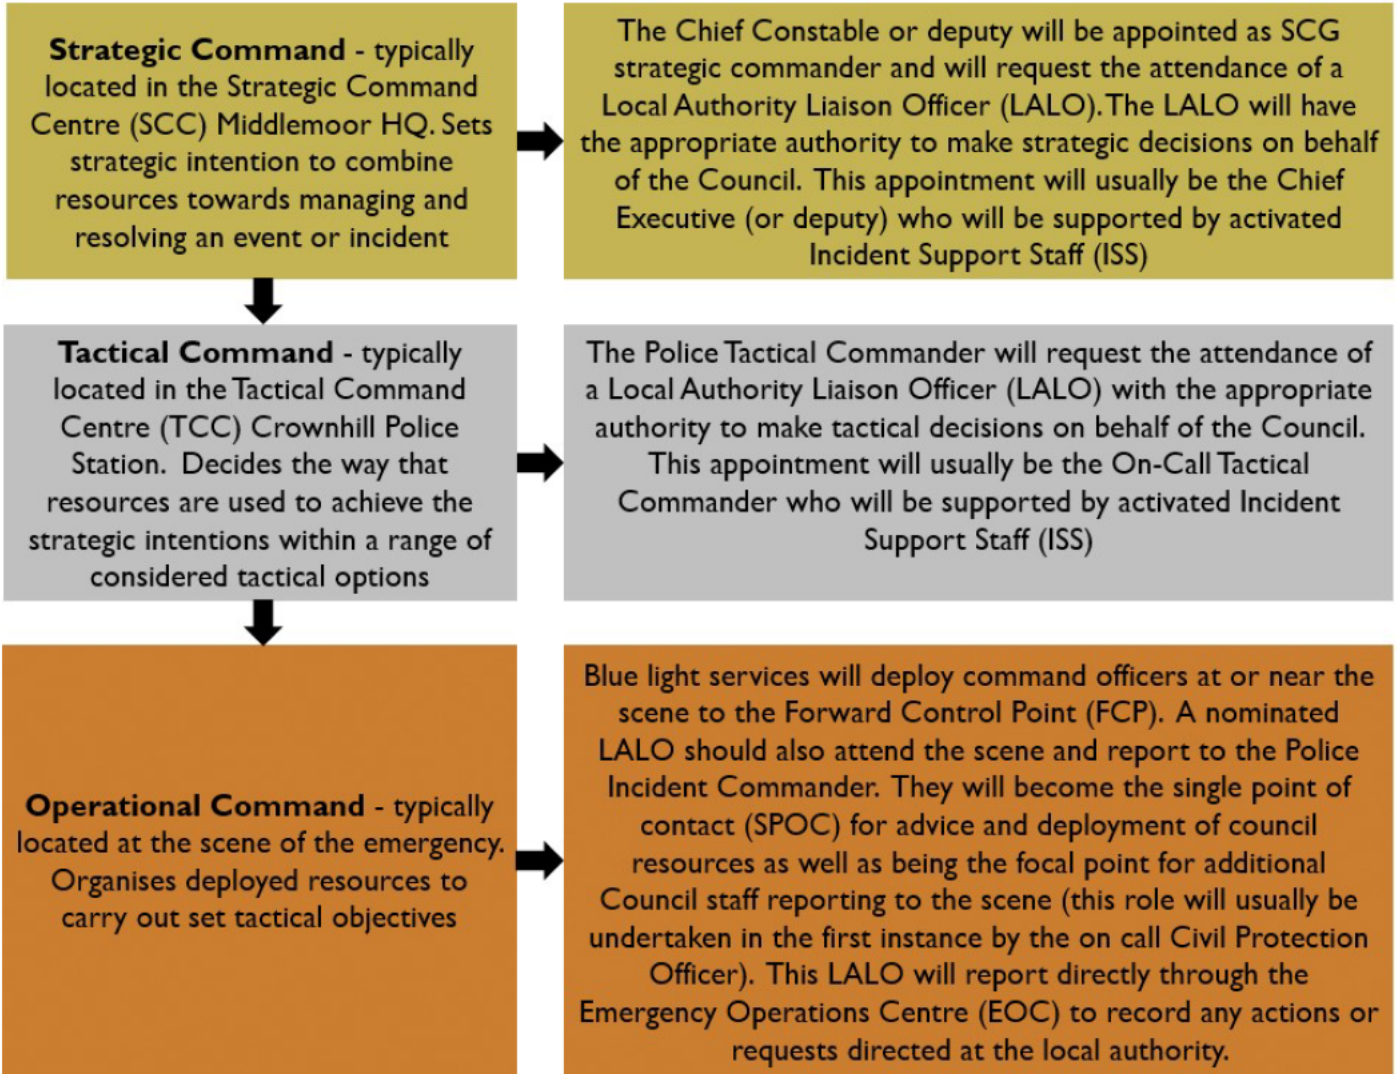 Strategic Command - typically
located in the Strategic Command
Centre (SCC) Middlemoor HQ. Sets
strategic intention to combine
resources towards managing and
resolving an event or incident
The Chief Constable or deputy will be appointed as SCG
strategic commander and will request the attendance of a
Local Authority Liaison Officer (LALO). The LALO will have
the appropriate authority to make strategic decisions on behalf
of the Council. This appointment will usually be the Chief
Executive (or deputy) who will be supported by activated
Incident Support Staff (ISS)
Tactical Command - typically
located in the Tactical Command
Centre (TCC) Crownhill Police
Station. Decides the way that
resources are used to achieve the
strategic intentions within a range of
considered tactical options
The Police Tactical Commander will request the attendance of
a Local Authority Liaison Officer (LALO) with the appropriate
authority to make tactical decisions on behalf of the Council.
This appointment will usually be the On-Call Tactical
Commander who will be supported by activated Incident
Support Staff (ISS)
Operational Command - typically
located at the scene of the emergency.
Organises deployed resources to
carry out set tactical objectives
Blue light services will deploy command officers at or near the
scene to the Forward Control Point (FCP). A nominated
LALO should also attend the scene and report to the Police
Incident Commander. They will become the single point of
contact (SPOC) for advice and deployment of council
resources as well as being the focal point for additional
Council staff reporting to the scene (this role will usually be
undertaken in the first instance by the on call Civil Protection
Officer). This LALO will report directly through the
Emergency Operations Centre (EOC) to record any actions or
requests directed at the local authority.